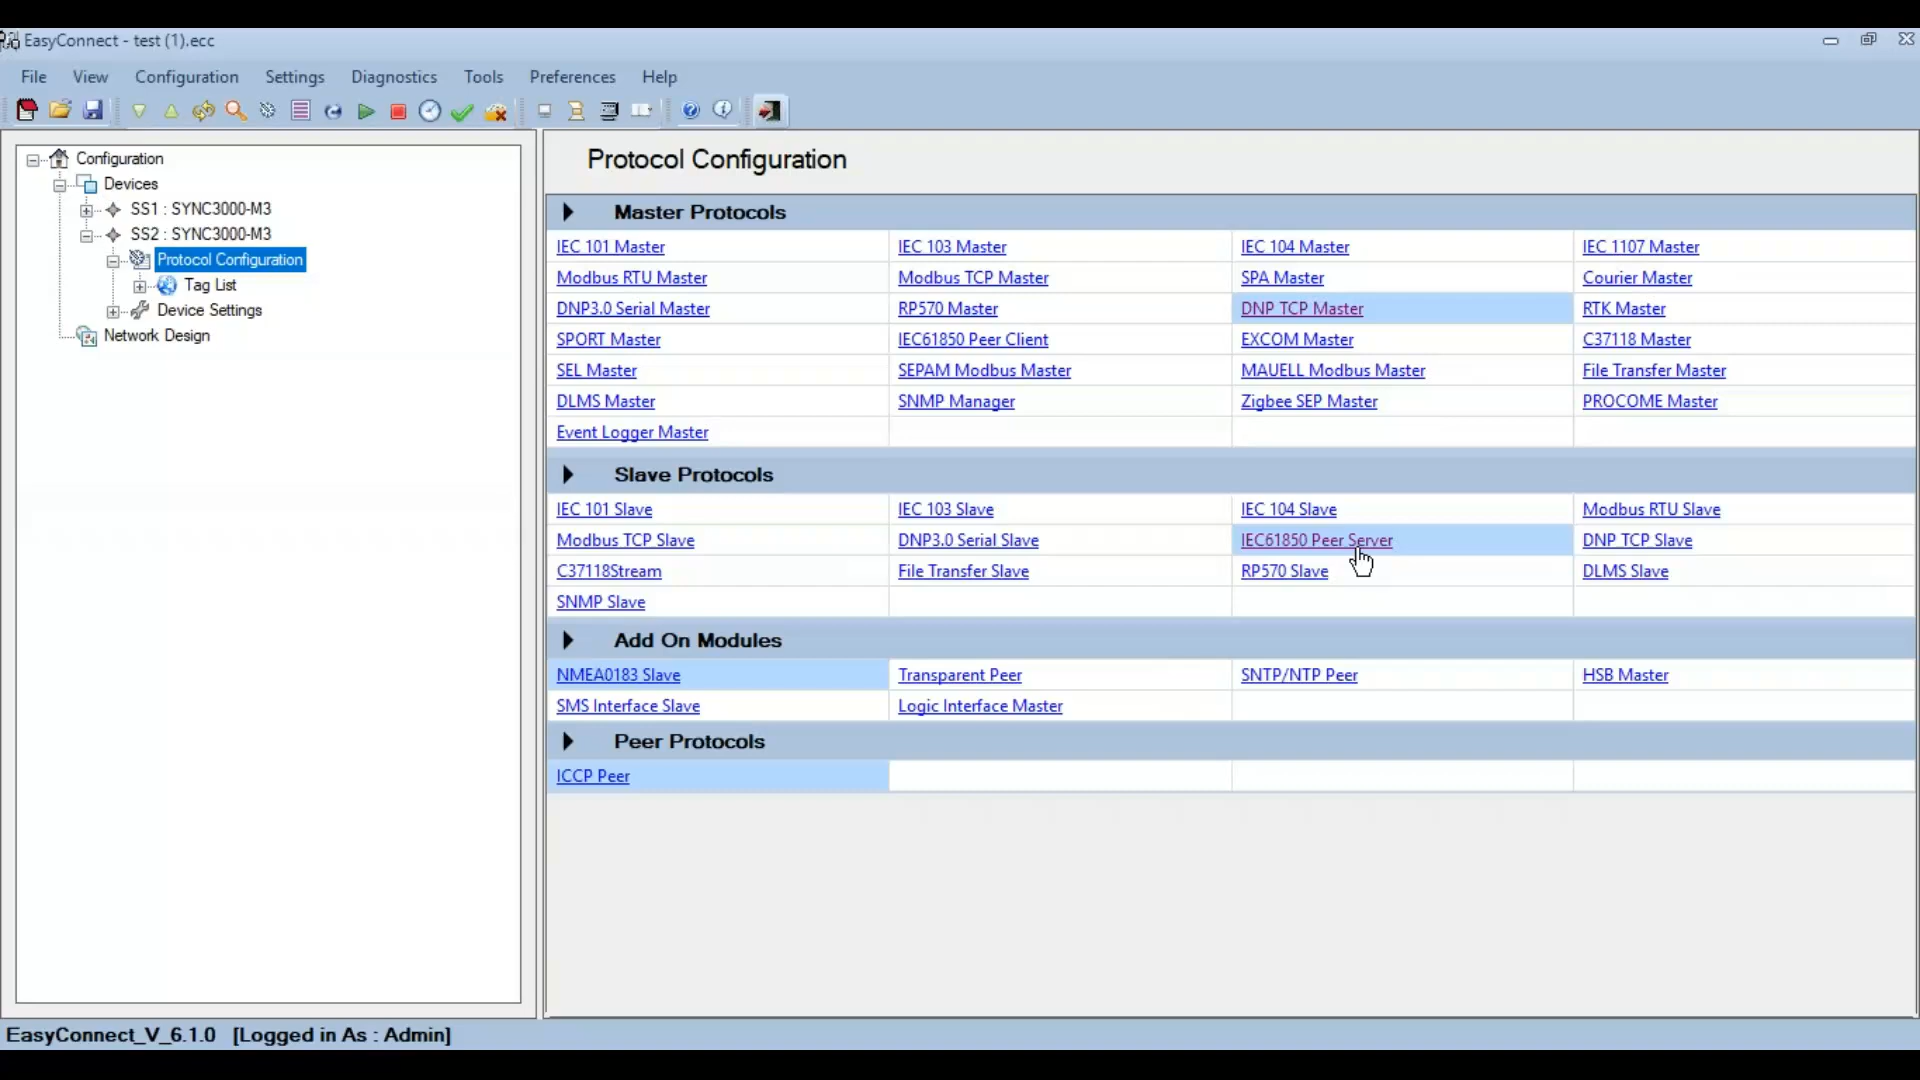 EasyConnect - test (1).ecc
File View Configuration Settings Diagnostics Tools Preferences Help
Configuration
Devices
SS1 : SYNC3000-M3
SS2 : SYNC3000-M3
Protocol Configuration
Tag List
Device Settings
Network Design
Protocol Configuration
Master Protocols
IEC 101 Master IEC 103 Master IEC 104 Master IEC 1107 Master
Modbus RTU Master Modbus TCP Master SPA Master Courier Master
DNP3.0 Serial Master RP570 Master DNP TCP Master RTK Master
SPORT Master IEC61850 Peer Client EXCOM Master C37118 Master
SEL Master SEPAM Modbus Master MAUELL Modbus Master File Transfer Master
DLMS Master SNMP Manager Zigbee SEP Master PROCOME Master
Event Logger Master
Slave Protocols
IEC 101 Slave IEC 103 Slave IEC 104 Slave Modbus RTU Slave
Modbus TCP Slave DNP3.0 Serial Slave IEC61850 Peer Server DNP TCP Slave
C37118Stream File Transfer Slave RP570 Slave DLMS Slave
SNMP Slave
Add On Modules
NMEA0183 Slave Transparent Peer SNTP/NTP Peer HSB Master
SMS Interface Slave Logic Interface Master
Peer Protocols
ICCP Peer
EasyConnect_V_6.1.0 [Logged in As : Admin]